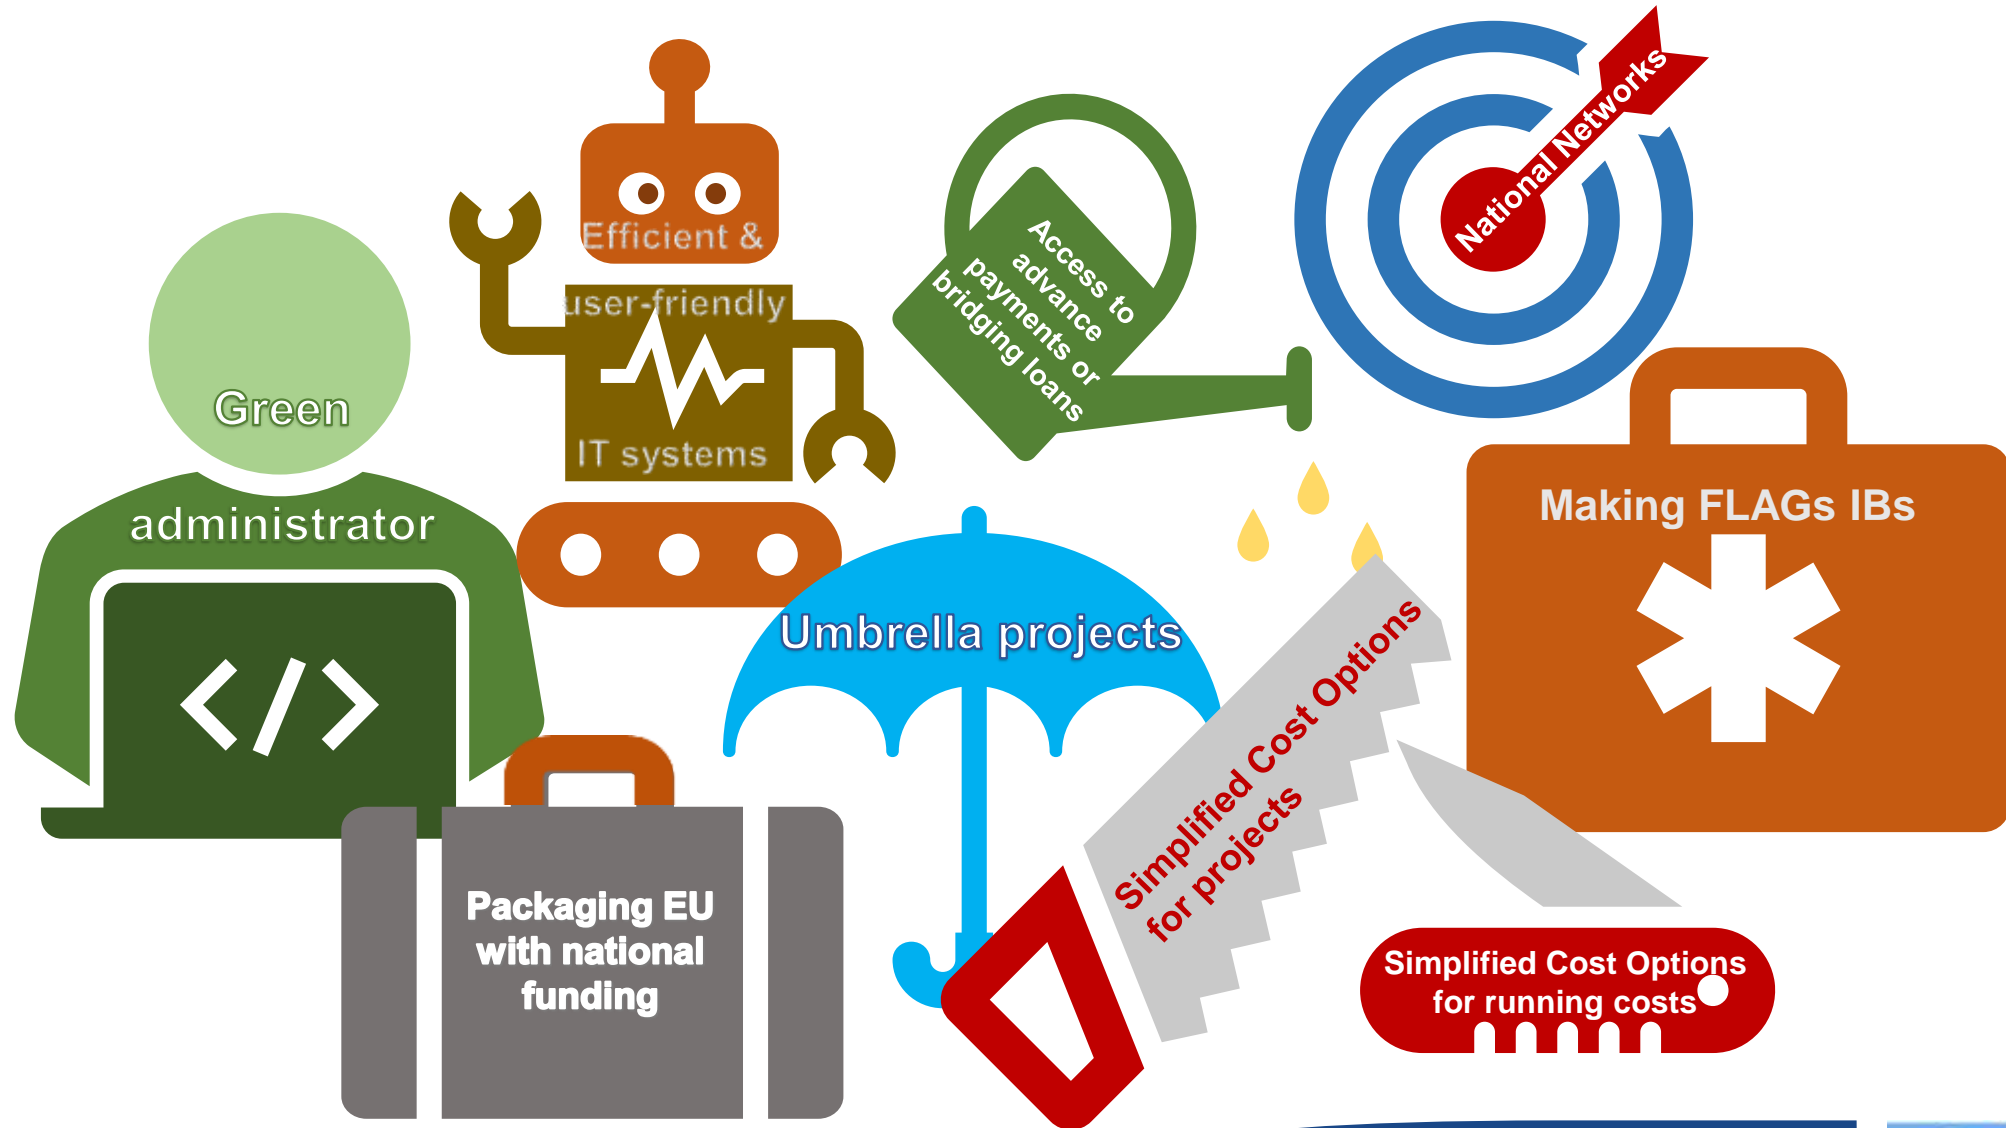 Green
administrator
Efficient &
user-friendly
IT systems
Access to
advance
payments or
bridging loans
National Networks
Making FLAGs IBs
Umbrella projects
Simplified Cost Options
for projects
Packaging EU
with national
funding
Simplified Cost Options
for running costs